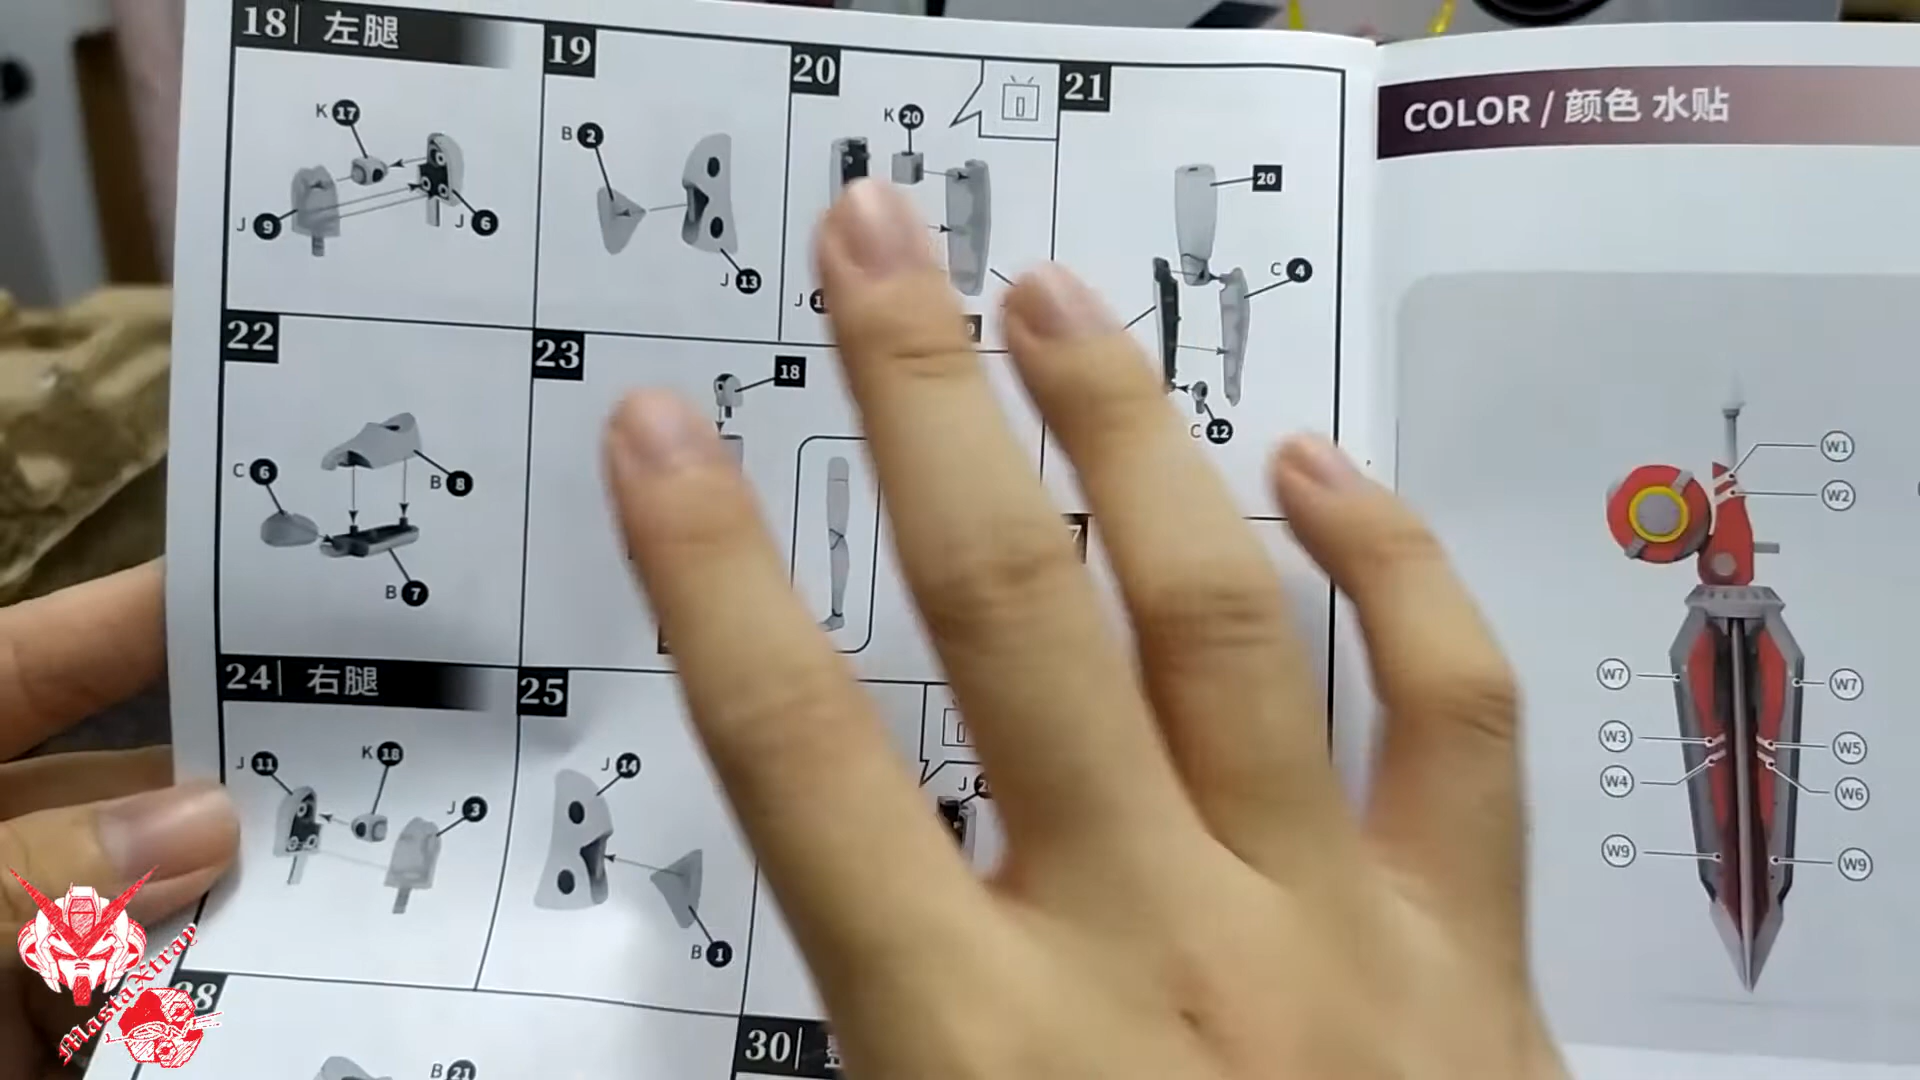 18 左腿
K 17
J 9
J 6
19
B 2
J 13
20
K 20
J
21
20
C 4
C 12
22
C 6
B 8
B 7
23
18
24 右腿
J 11
K 18
J 3
25
J 14
B 1
J
B 21
30
COLOR / 颜色 水贴
W1
W2
W7
W7
W3
W5
W4
W6
W9
W9
MastaXtray